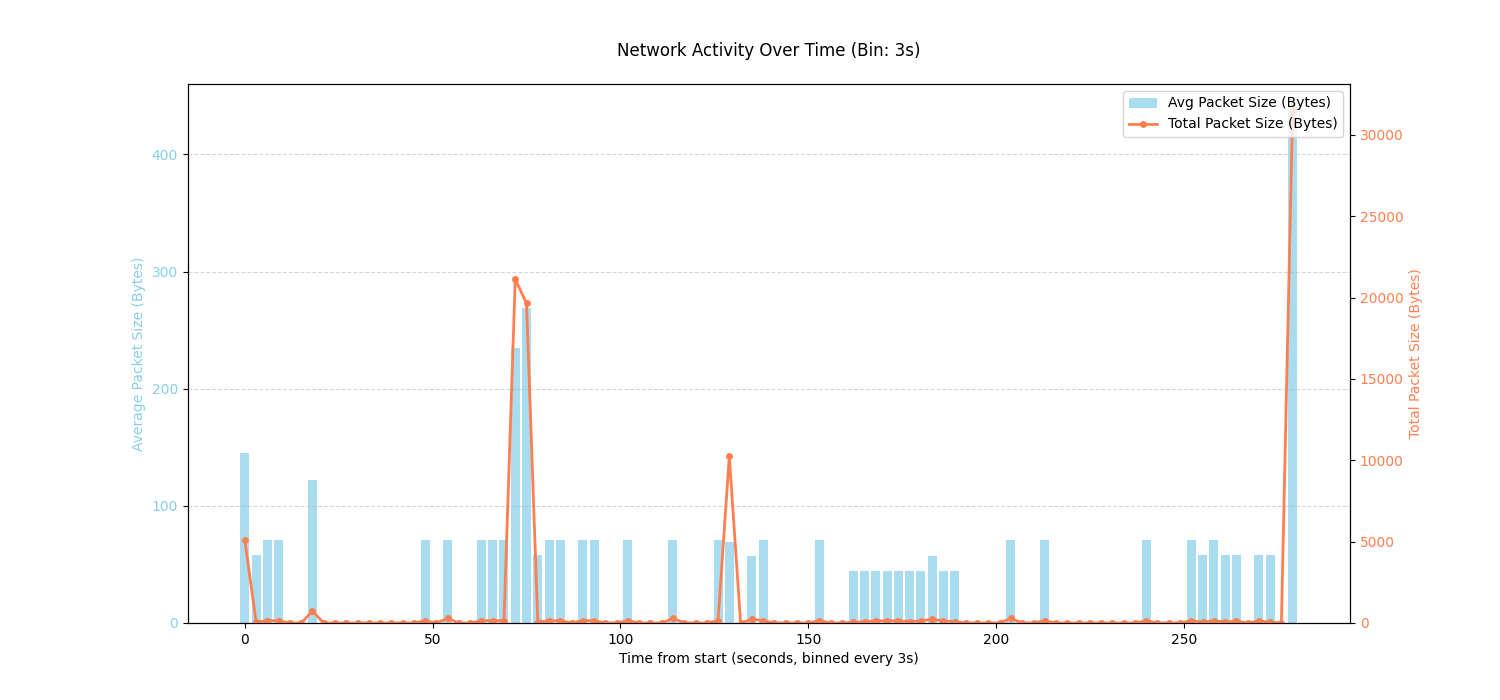 Network Activity Over Time (Bin: 3s)
Avg Packet Size (Bytes)
Total Packet Size (Bytes)
Average Packet Size (Bytes)
400
300
200
100
0
30000
25000
20000
15000
10000
5000
0
Total Packet Size (Bytes)
0 50 100 150 200 250
Time from start (seconds, binned every 3s)